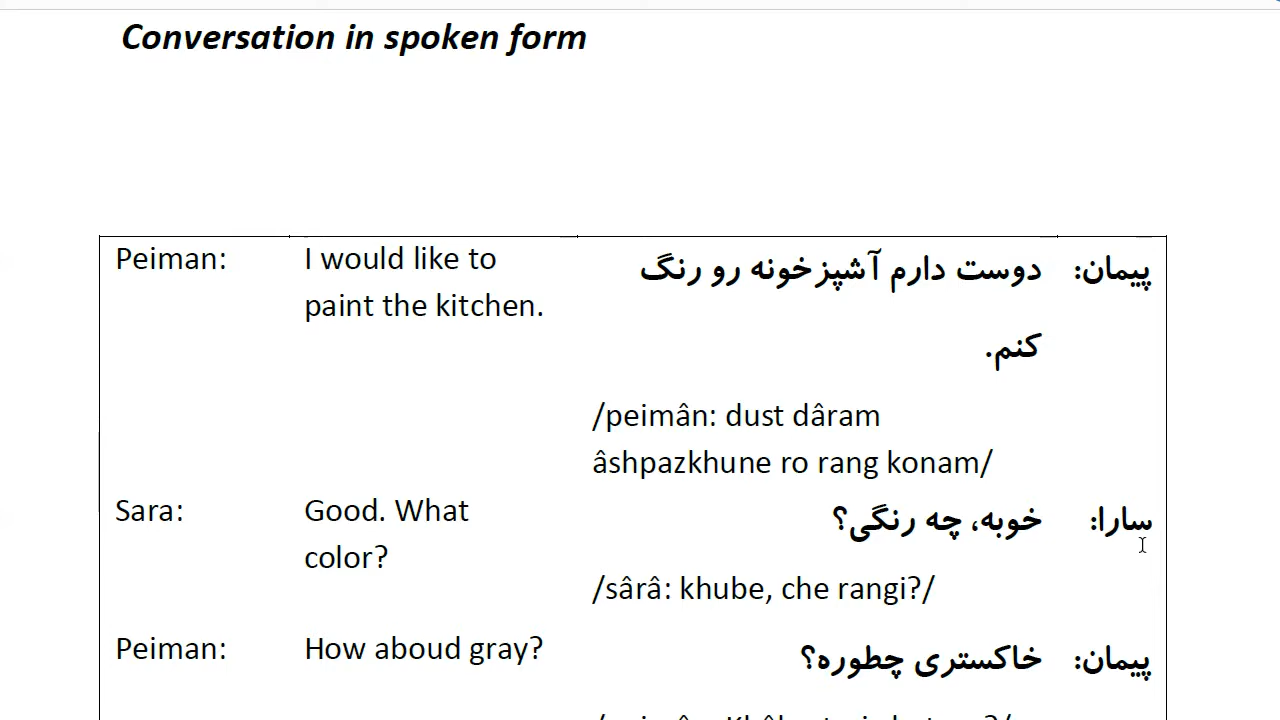 Conversation in spoken form
Peiman:
I would like to
paint the kitchen.
پیمان:
دوست دارم آشپزخونه رو رنگ
کنم.
/peimân: dust dâram
âshpazkhune ro rang konam/
Sara:
Good. What
color?
سارا:
خوبه، چه رنگی؟
/sârâ: khube, che rangi?/
Peiman:
How aboud gray?
پیمان:
خاکستری چطوره؟